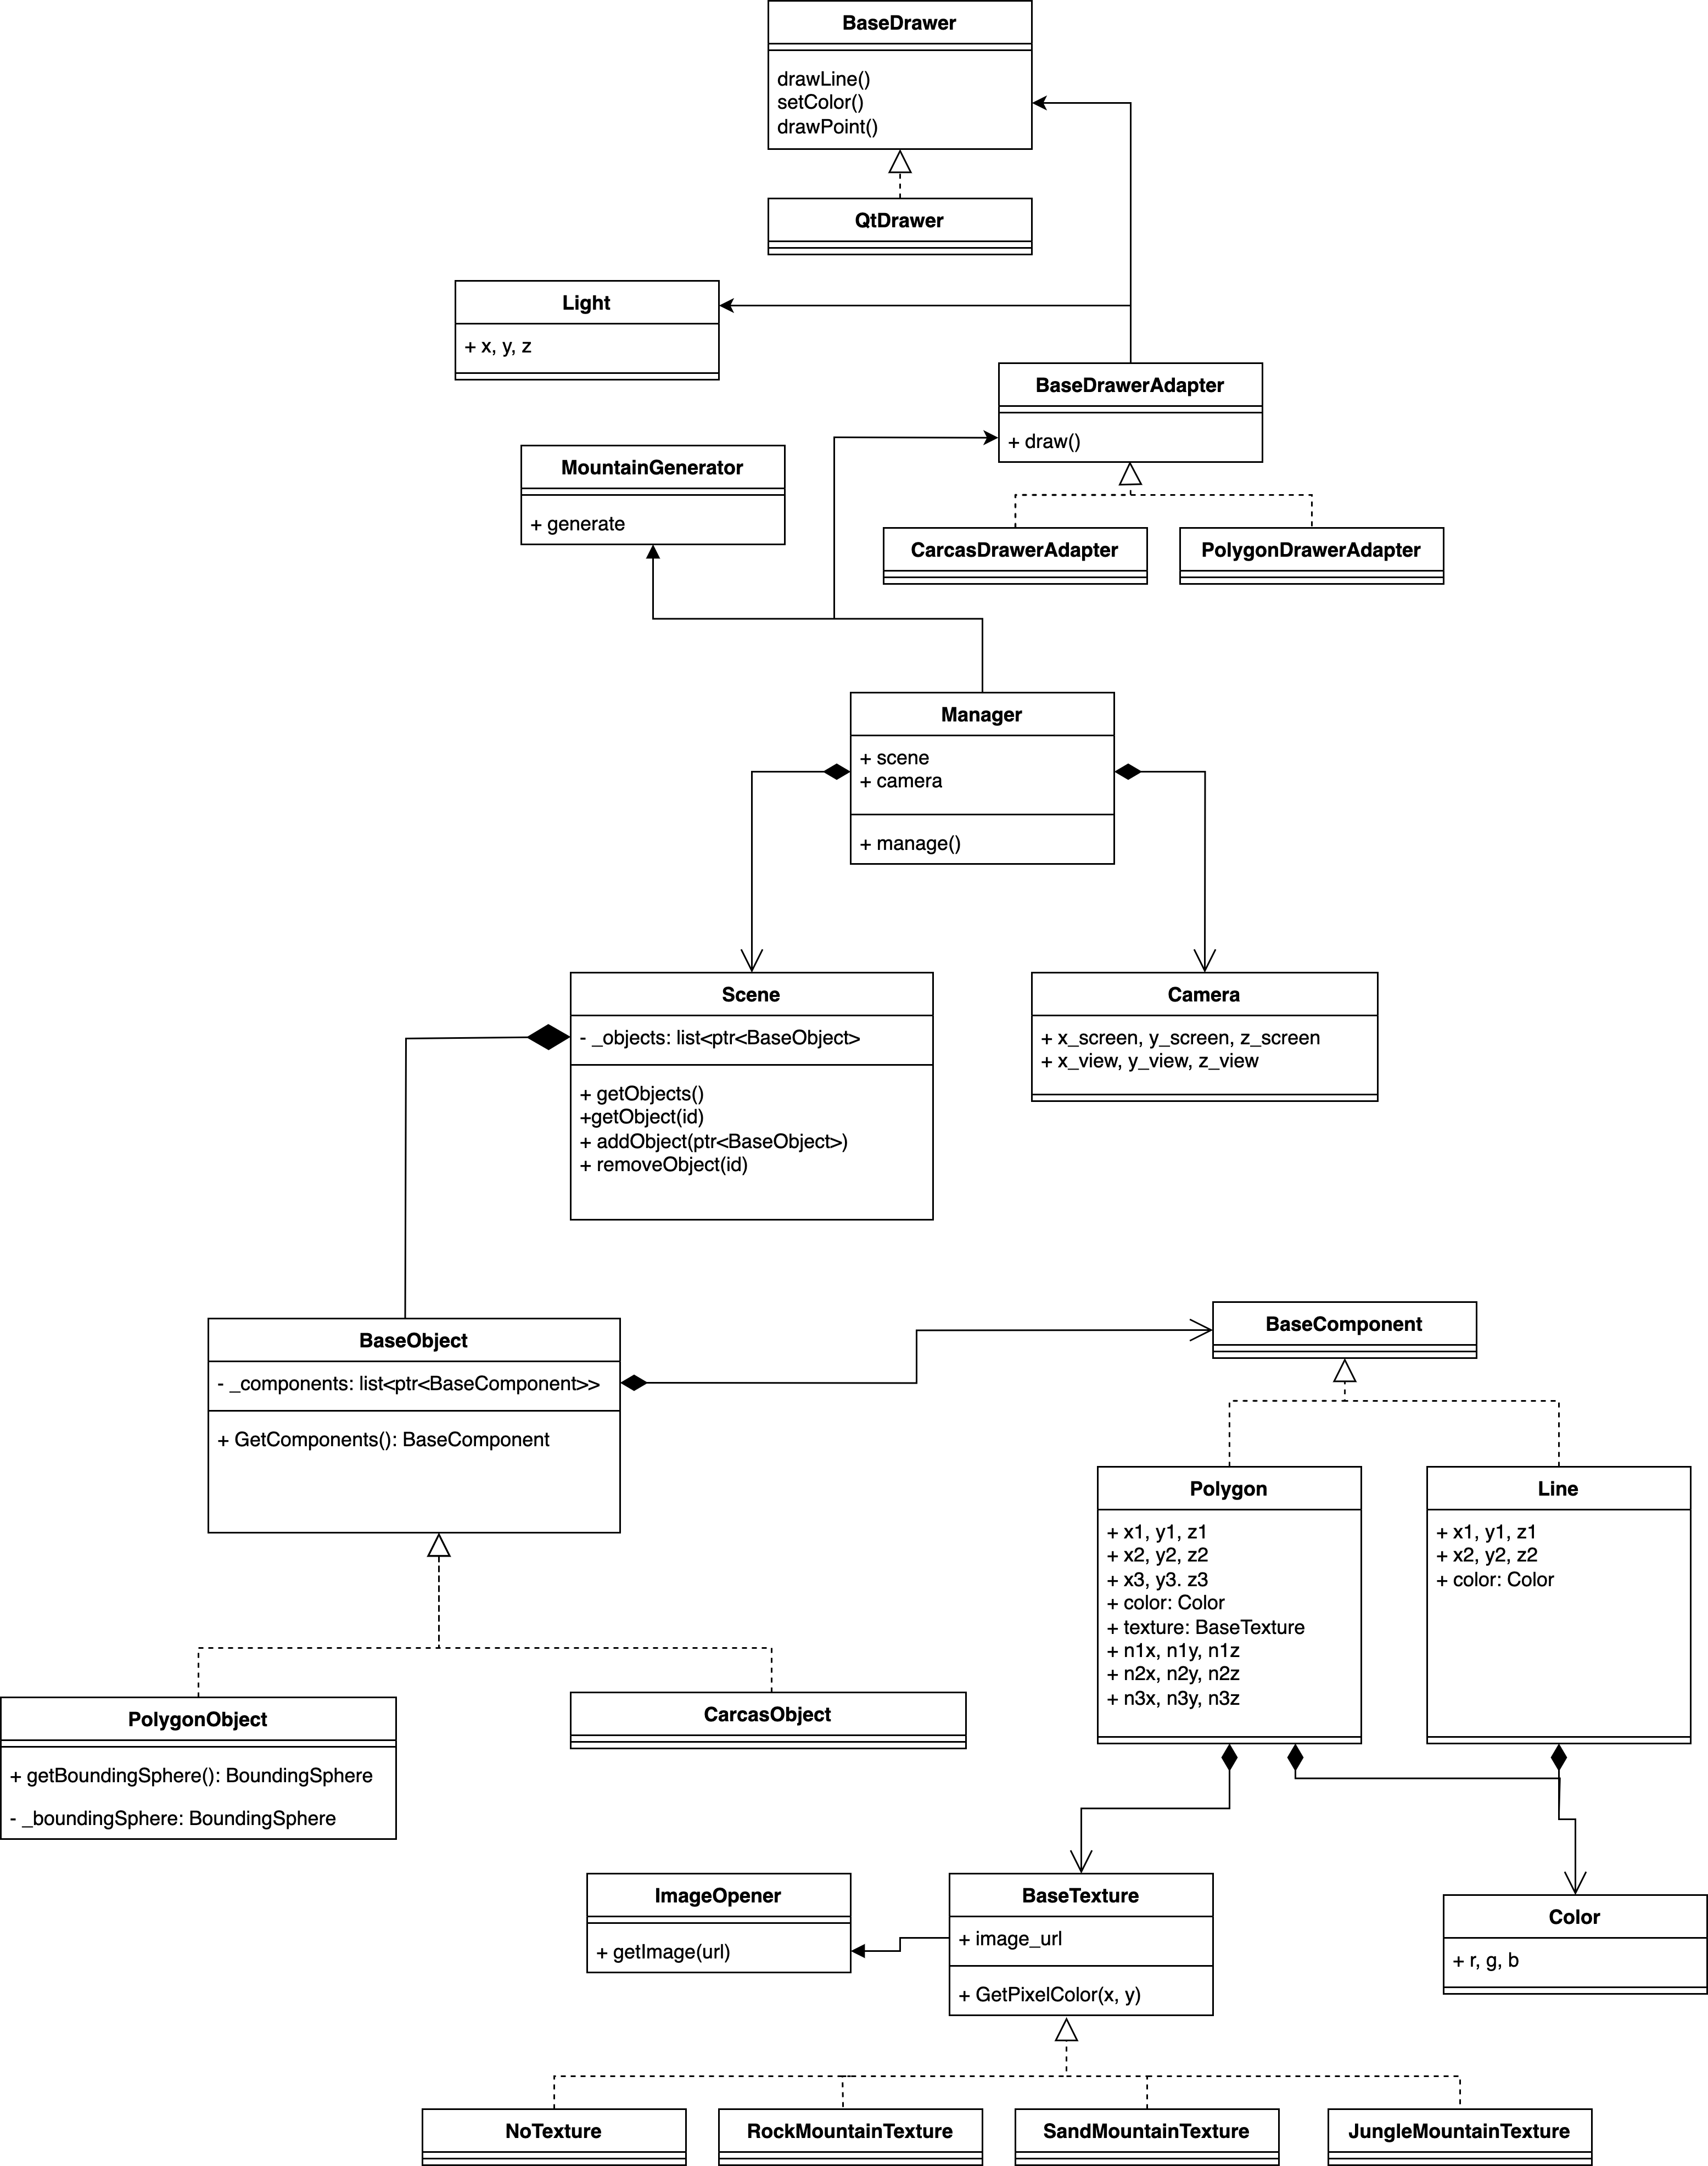 BaseDrawer
drawLine()
setColor()
drawPoint()
QtDrawer
Light
+ x, y, z
BaseDrawerAdapter
+ draw()
MountainGenerator
+ generate
CarcasDrawerAdapter
PolygonDrawerAdapter
Manager
+ scene
+ camera
+ manage()
Scene
- _objects: list<ptr<BaseObject>
+ getObjects()
+getObject(id)
+ addObject(ptr<BaseObject>)
+ removeObject(id)
Camera
+ x_screen, y_screen, z_screen
+ x_view, y_view, z_view
BaseObject
- _components: list<ptr<BaseComponent>>
+ GetComponents(): BaseComponent
BaseComponent
Polygon
+ x1, y1, z1
+ x2, y2, z2
+ x3, y3. z3
+ color: Color
+ texture: BaseTexture
+ n1x, n1y, n1z
+ n2x, n2y, n2z
+ n3x, n3y, n3z
Line
+ x1, y1, z1
+ x2, y2, z2
+ color: Color
PolygonObject
+ getBoundingSphere(): BoundingSphere
- _boundingSphere: BoundingSphere
CarcasObject
ImageOpener
+ getImage(url)
BaseTexture
+ image_url
+ GetPixelColor(x, y)
Color
+ r, g, b
NoTexture
RockMountainTexture
SandMountainTexture
JungleMountainTexture